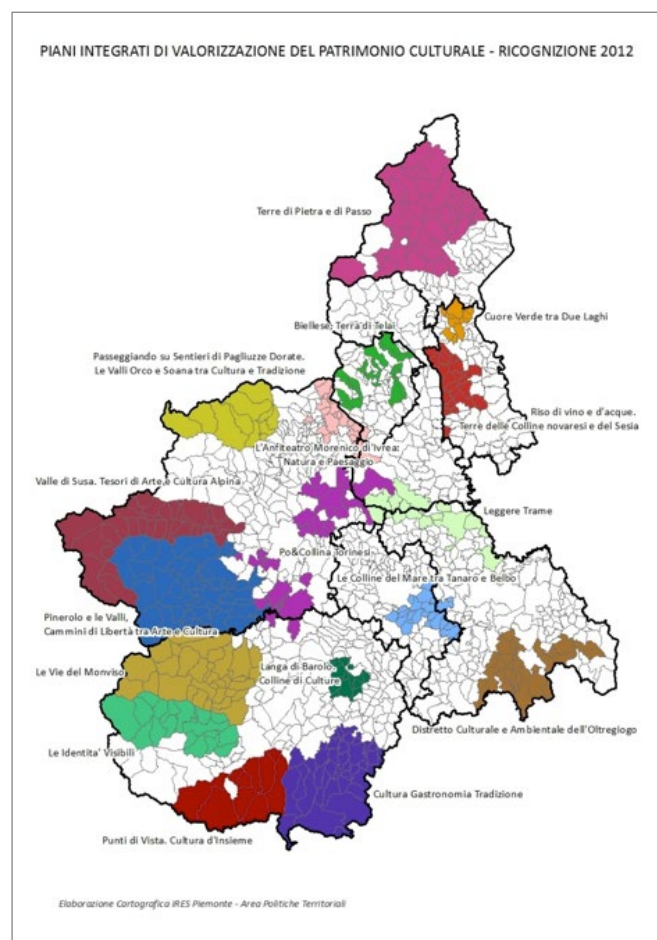 PIANI INTEGRATI DI VALORIZZAZIONE DEL PATRIMONIO CULTURALE - RICOGNIZIONE 2012
Terre di Pietra e di Passo
Cuore Verde tra Due Laghi
Biellese: Terra di Telai
Passeggiando su Sentieri di Pagliuzze Dorate.
Le Valli Orco e Soana tra Cultura e Tradizione
Riso di vino e d'acque.
Terre delle Colline novaresi e del Sesia
L'Anfiteatro Morenico di Ivrea:
Natura e Paesaggio
Valle di Susa. Tesori di Arte e Cultura Alpina
Leggere Trame
Po&Collina Torinesi
Le Colline del Mare tra Tanaro e Belbo
Pinerolo e le Valli,
Cammini di Libertà tra Arte e Cultura
Le Vie del Monviso
Langa di Barolo.
Colline di Culture
Distretto Culturale e Ambientale dell'Oltregiogo
Le Identita' Visibili
Cultura Gastronomia Tradizione
Punti di Vista. Cultura d'Insieme
Elaborazione Cartografica IRES Piemonte - Area Politiche Territoriali